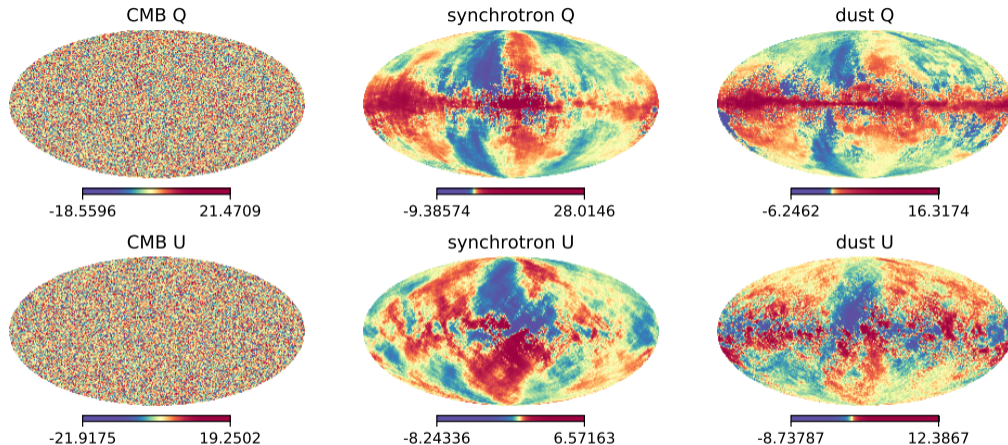 CMB Q synchrotron Q dust Q
-18.5596 21.4709 -9.38574 28.0146 -6.2462 16.3174
CMB U synchrotron U dust U
-21.9175 19.2502 -8.24336 6.57163 -8.73787 12.3867